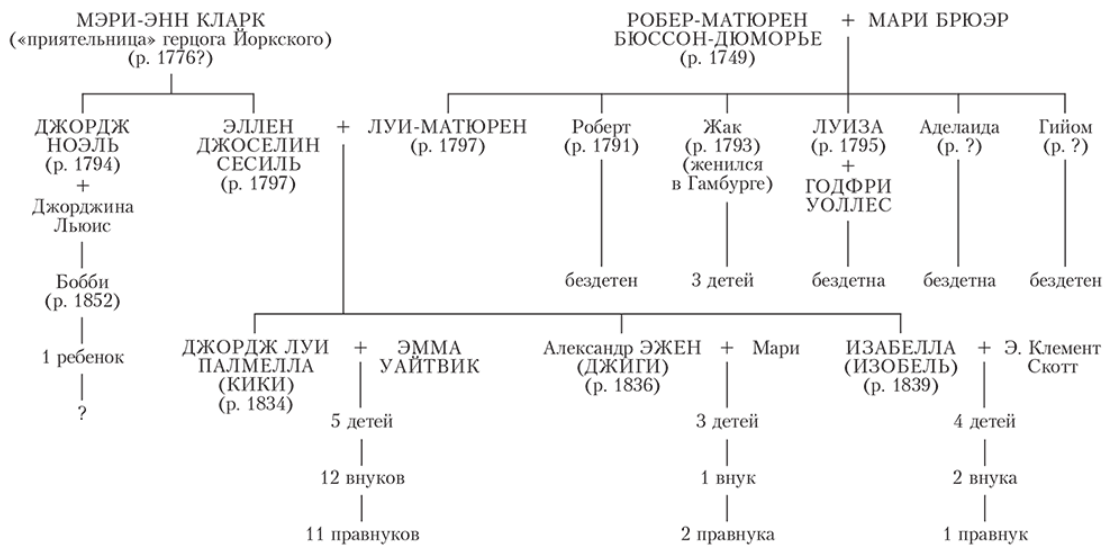 МЭРИ-ЭНН КЛАРК
(«приятельница» герцога Йоркского)
(р. 1776?)
РОБЕР-МАТЮРЕН + МАРИ БРЮЭР
БЮССОН-ДЮМОРЬЕ
(р. 1749)
ДЖОРДЖ
НОЭЛЬ
(р. 1794)
+
Джорджина
Льюис
Бобби
(р. 1852)
1 ребенок
?
ЭЛЛЕН
ДЖОСЕЛИН
СЕСИЛЬ
(р. 1797)
+
ЛУИ-МАТЮРЕН
(р. 1797)
Роберт
(р. 1791)
бездетен
Жак
(р. 1793)
(женился
в Гамбурге)
3 детей
ЛУИЗА
(р. 1795)
+
ГОДФРИ
УОЛЛЕС
бездетна
Аделаида
(р. ?)
бездетна
Гийом
(р. ?)
бездетен
ДЖОРДЖ ЛУИ
ПАЛМЕЛЛА
(КИКИ)
(р. 1834)
+
ЭММА
УАЙТВИК
5 детей
12 внуков
11 правнуков
Александр ЭЖЕН
(ДЖИГИ)
(р. 1836)
+
Мари
3 детей
1 внук
2 правнука
ИЗАБЕЛЛА
(ИЗОБЕЛЬ)
(р. 1839)
+
Э. Клемент
Скотт
4 детей
2 внука
1 правнук